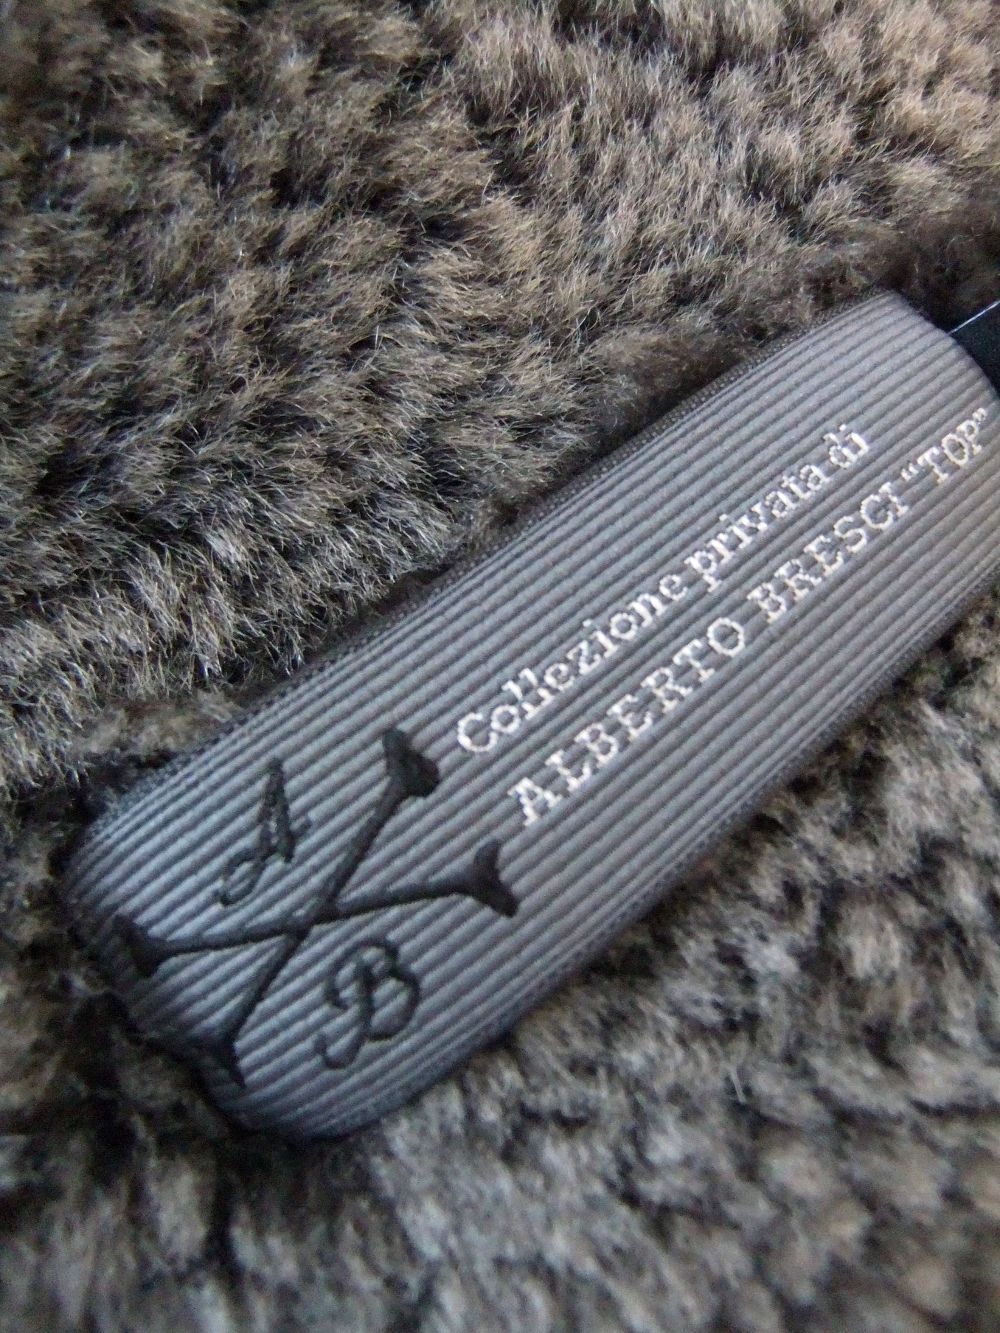 Collezione privata di
ALBERTO BRESCI "TOP"
A
B